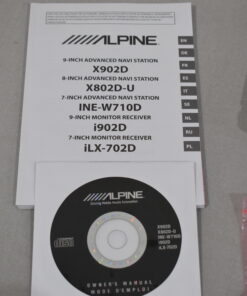 ALPINE
9-INCH ADVANCED NAVI STATION
X902D
8-INCH ADVANCED NAVI STATION
X802D-U
7-INCH ADVANCED NAVI STATION
INE-W710D
9-INCH MONITOR RECEIVER
i902D
7-INCH MONITOR RECEIVER
iLX-702D
EN
DE
FR
ES
IT
SE
NL
RU
PL
ALPINE
X902D
X802D-U
INE-W710D
i902D
iLX-702D
OWNER'S MANUAL
MODE D'EMPLOI